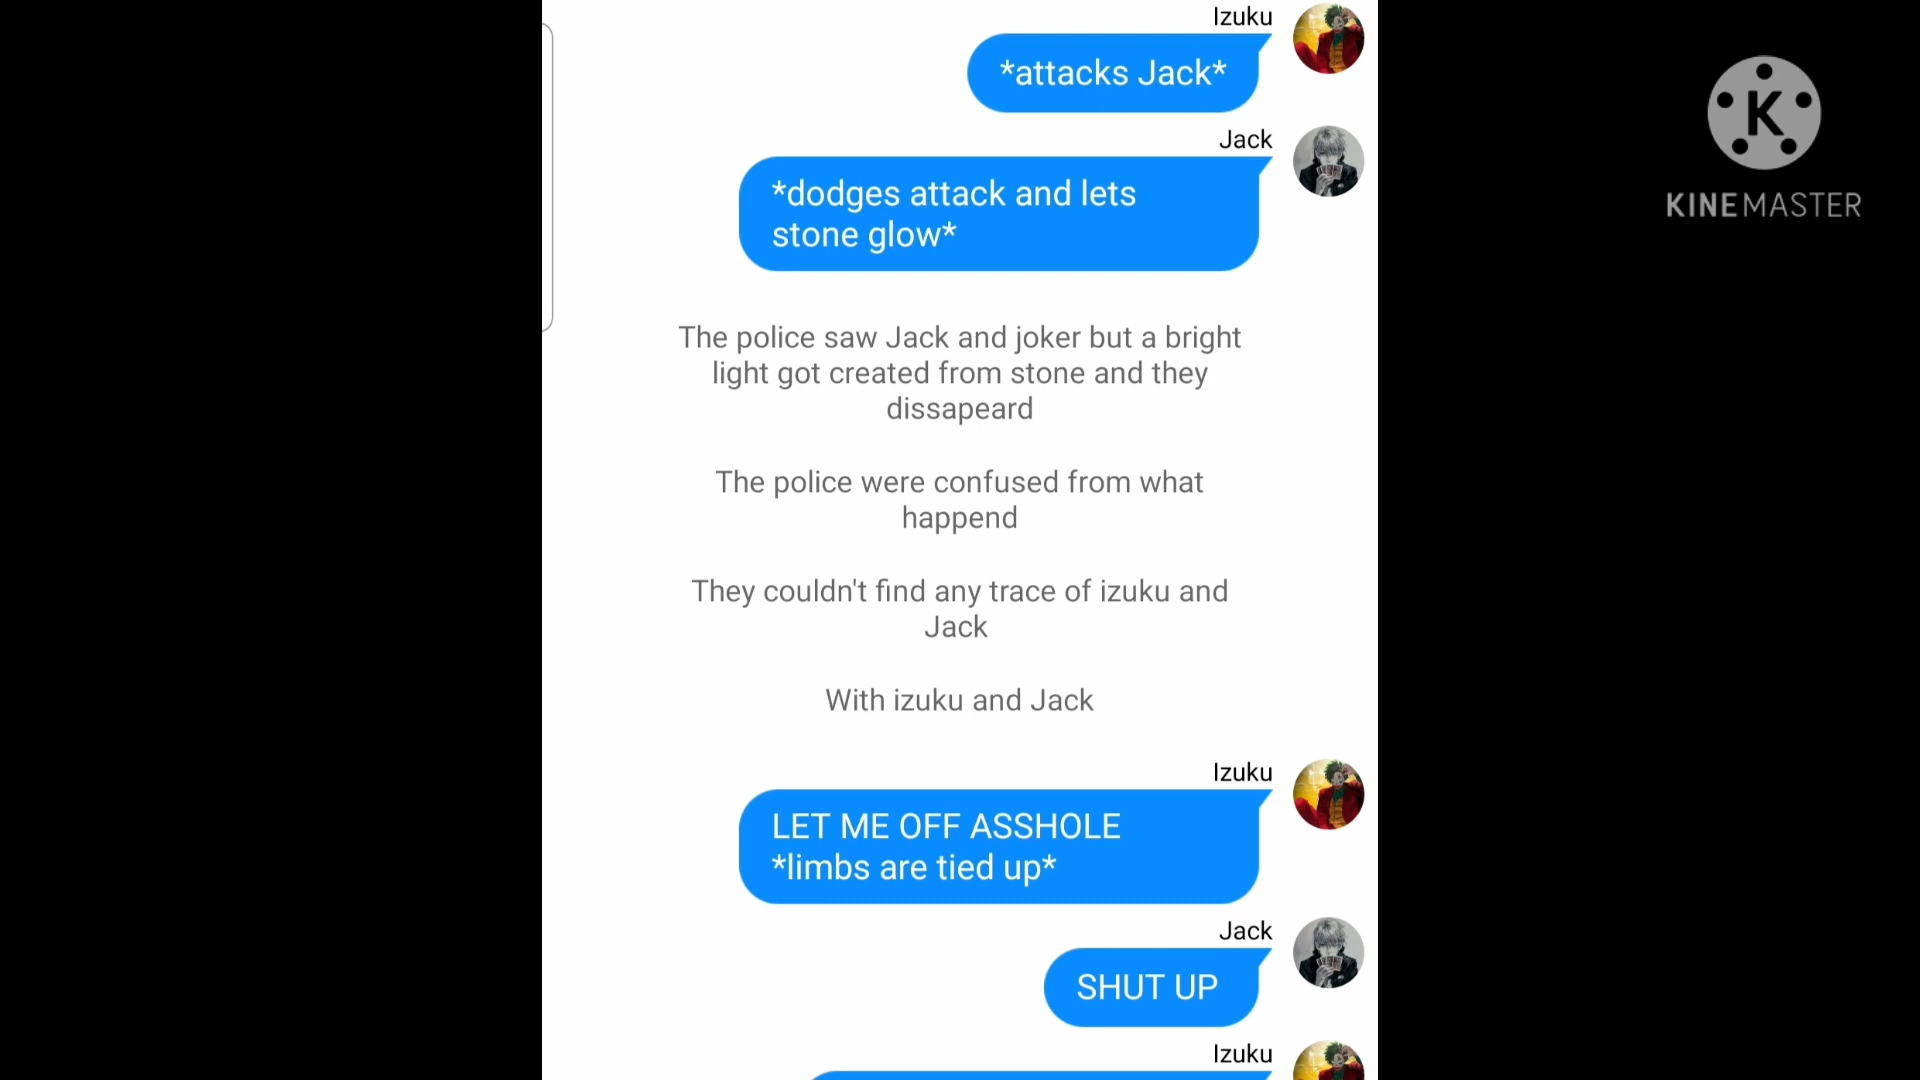 Izuku
*attacks Jack*
Jack
*dodges attack and lets
stone glow*
The police saw Jack and joker but a bright
light got created from stone and they
dissapeard
The police were confused from what
happend
They couldn't find any trace of izuku and
Jack
With izuku and Jack
Izuku
LET ME OFF ASSHOLE
*limbs are tied up*
Jack
SHUT UP
Izuku
K
KINEMASTER